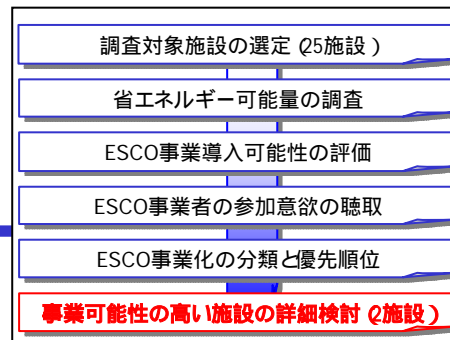 調査対象施設の選定(25施設)
省エネルギー可能量の調査
ESCO事業導入可能性の評価
ESCO事業者の参加意欲の聴取
ESCO事業化の分類と優先順位
事業可能性の高い施設の詳細検討(2施設)